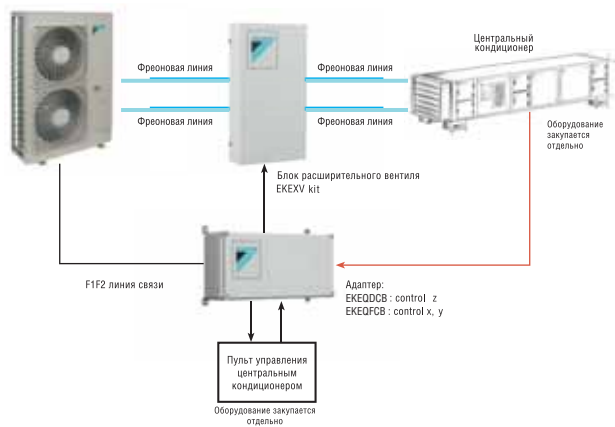 Центральный
кондиционер
Фреоновая линия
Фреоновая линия
Фреоновая линия
Фреоновая линия
Оборудование
закупается
отдельно
Блок расширительного вентиля
EKEXV kit
F1F2 линия связи
Адаптер:
EKEQDCB : control z
EKEQFCB : control x, y
Пульт управления
центральным
кондиционером
Оборудование закупается
отдельно